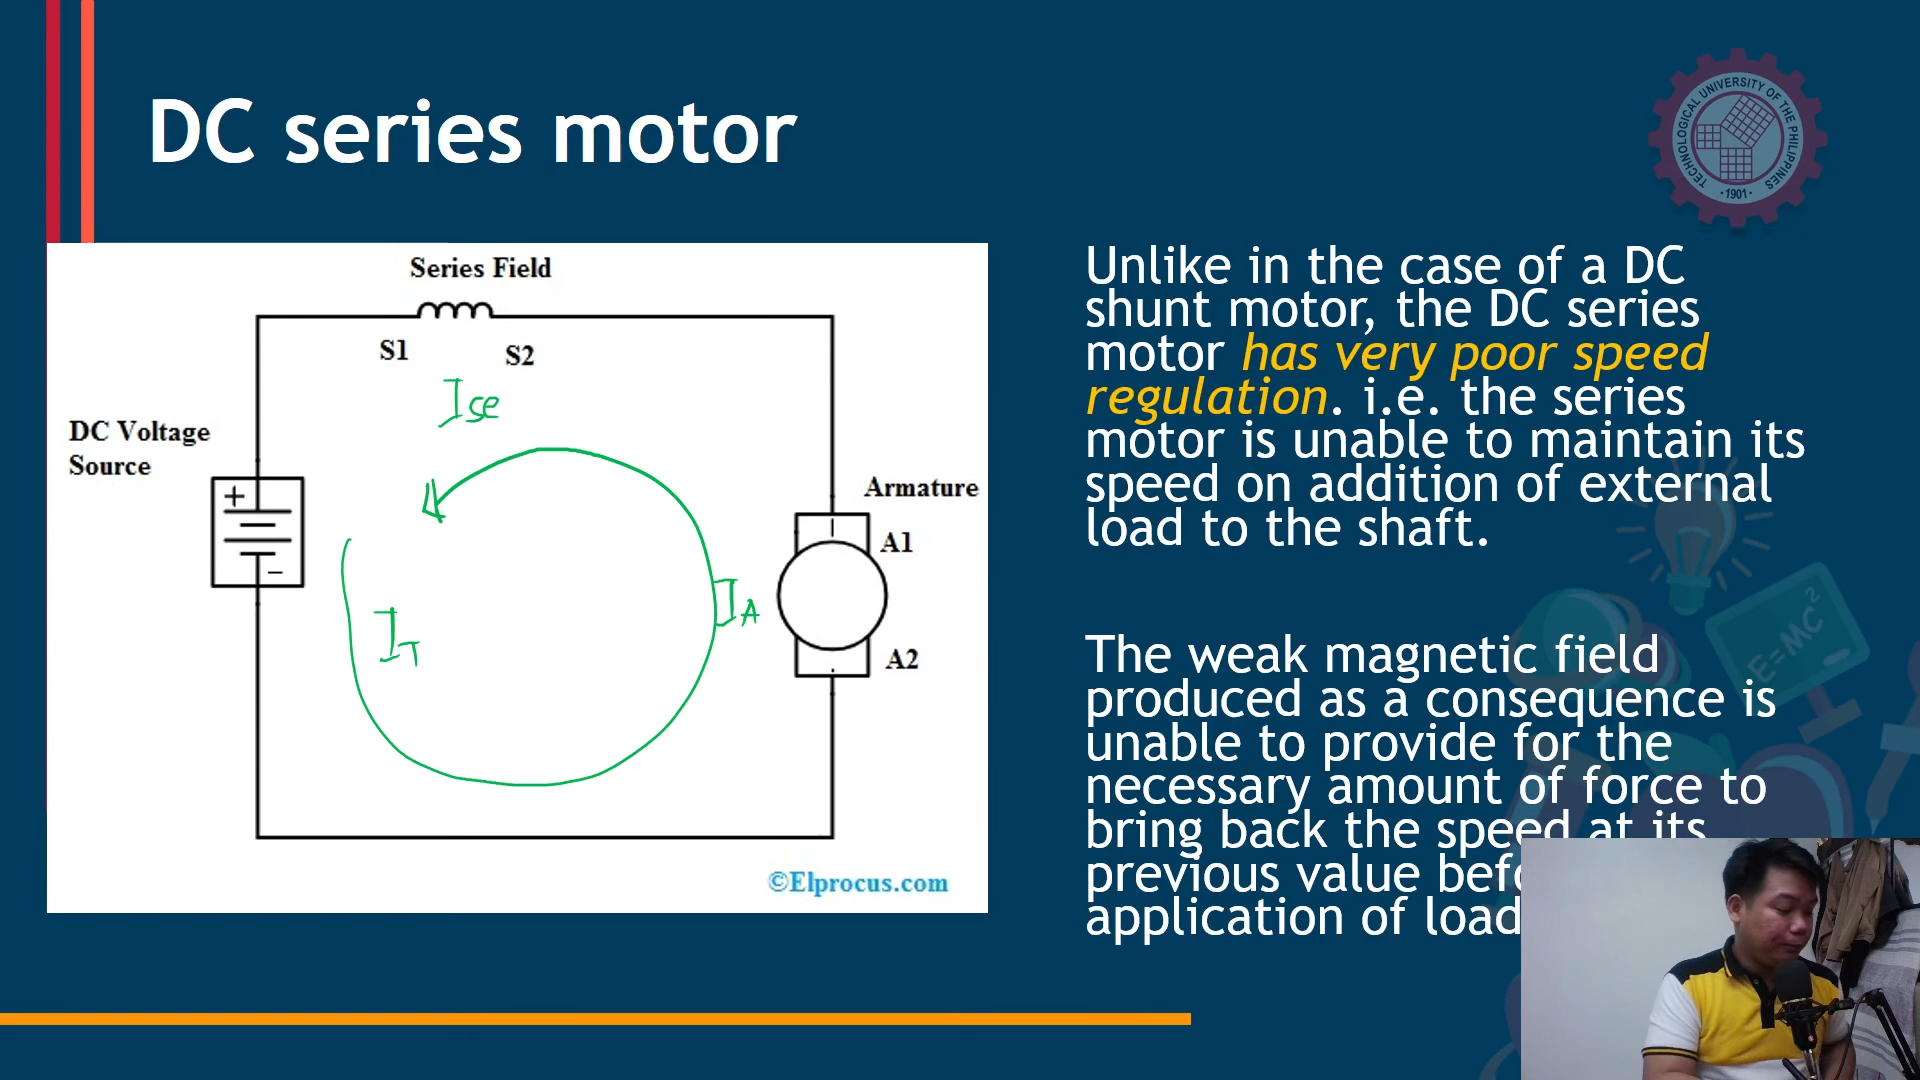 DC series motor
TECHNOLOGICAL UNIVERSITY OF THE PHILIPPINES
· 1901 ·
Series Field
S1
S2
Ise
DC Voltage
Source
+
−
Armature
A1
IA
IT
A2
©Elprocus.com
Unlike in the case of a DC
shunt motor, the DC series
motor has very poor speed
regulation. i.e. the series
motor is unable to maintain its
speed on addition of external
load to the shaft.
The weak magnetic field
produced as a consequence is
unable to provide for the
necessary amount of force to
bring back the speed at its
previous value
application of load
E=MC²